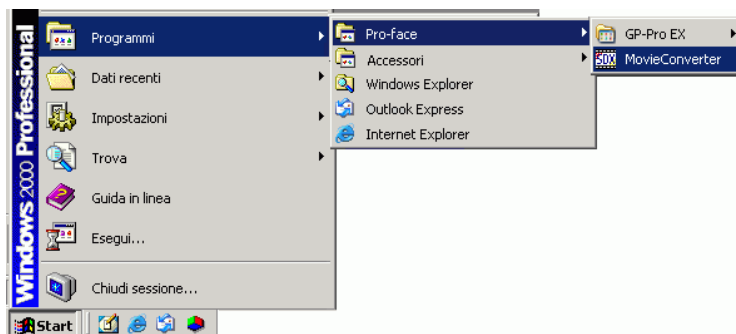 Windows 2000 Professional
Programmi
Dati recenti
Impostazioni
Trova
Guida in linea
Esegui...
Chiudi sessione...
Pro-face
Accessori
Windows Explorer
Outlook Express
Internet Explorer
GP-Pro EX
MovieConverter
Start